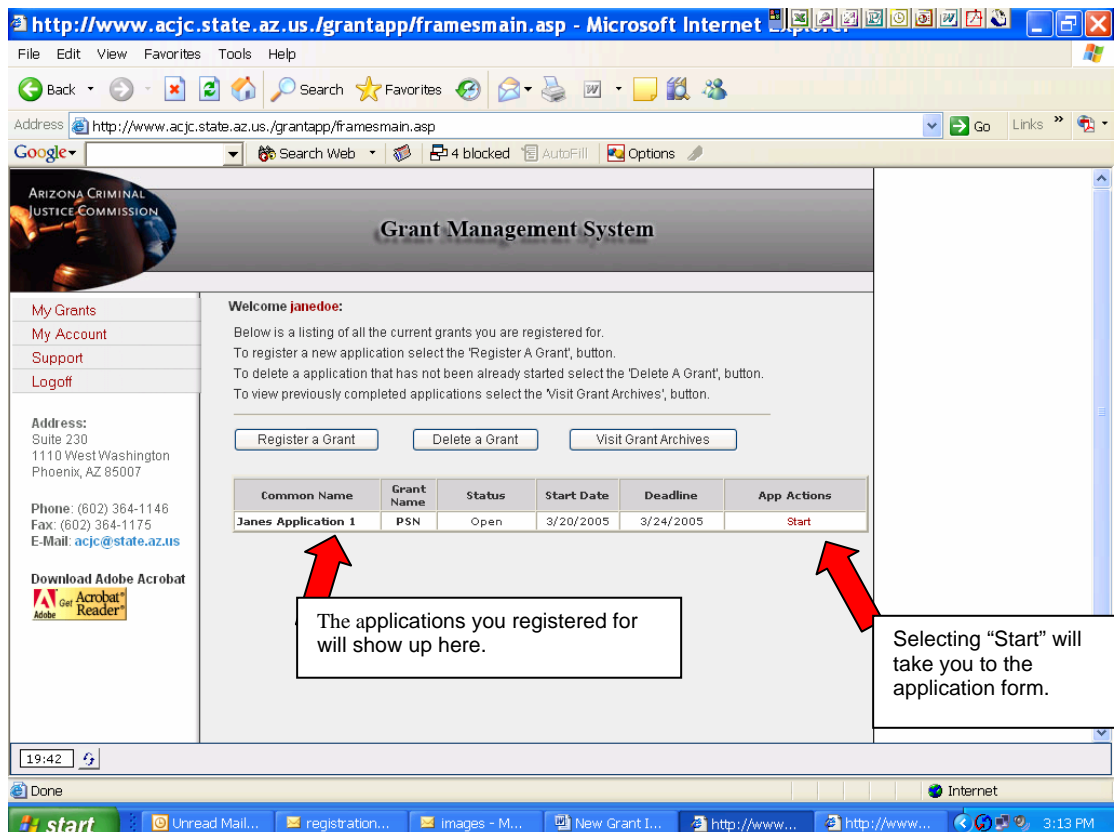 http://www.acjc.state.az.us./grantapp/framesmain.asp - Microsoft Internet Explorer
File Edit View Favorites Tools Help
Back Search Favorites
Address http://www.acjc.state.az.us./grantapp/framesmain.asp Go Links »
Google Search Web 4 blocked AutoFill Options
ARIZONA CRIMINAL
JUSTICE COMMISSION
Grant Management System
My Grants
My Account
Support
Logoff
Address:
Suite 230
1110 West Washington
Phoenix, AZ 85007
Phone: (602) 364-1146
Fax: (602) 364-1175
E-Mail: acjc@state.az.us
Download Adobe Acrobat
Adobe Get Acrobat®
Reader®
Welcome janedoe:
Below is a listing of all the current grants you are registered for.
To register a new application select the 'Register A Grant', button.
To delete a application that has not been already started select the 'Delete A Grant', button.
To view previously completed applications select the 'Visit Grant Archives', button.
Register a Grant Delete a Grant Visit Grant Archives
Common Name Grant Name Status Start Date Deadline App Actions
Janes Application 1 PSN Open 3/20/2005 3/24/2005 Start
The applications you registered for
will show up here.
Selecting “Start” will
take you to the
application form.
19:42
Done Internet
start Unread Mail... registration... images - M... New Grant I... http://www... http://www... 3:13 PM